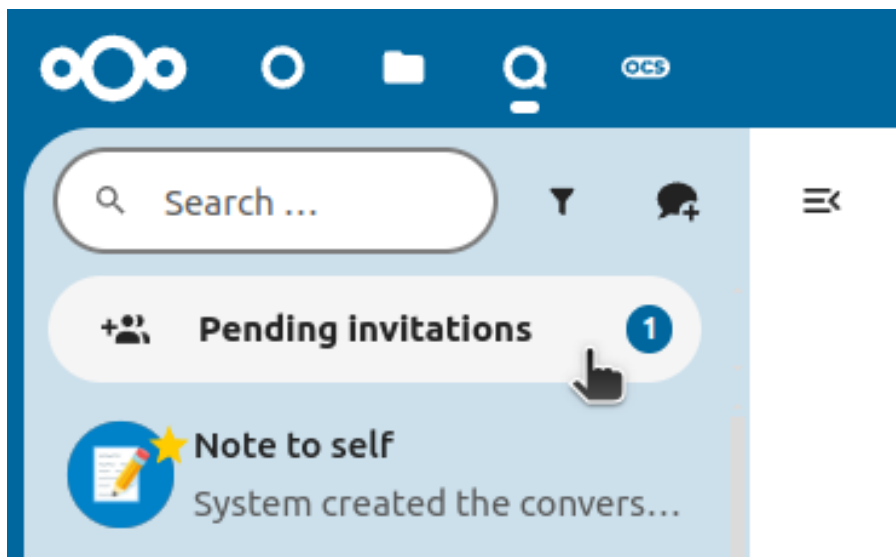 OCS
Search ...
Pending invitations 1
Note to self
System created the convers...